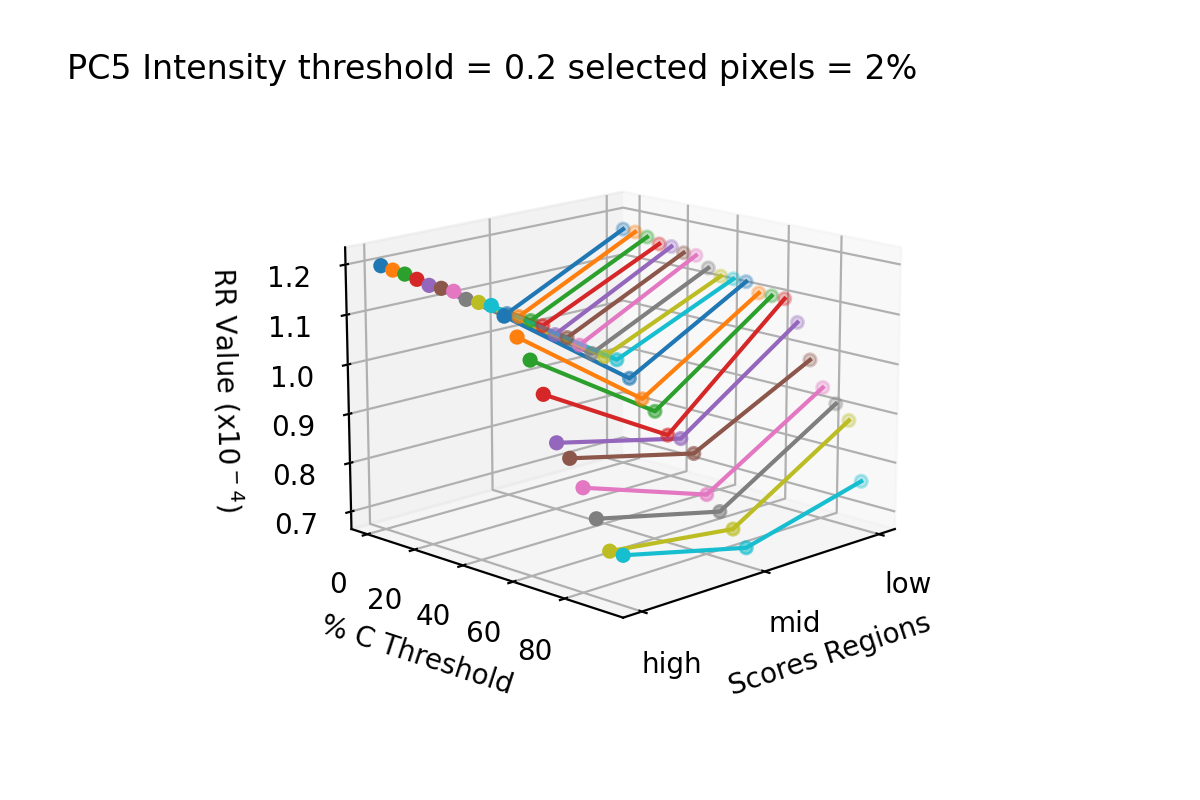 PC5 Intensity threshold = 0.2 selected pixels = 2%
RR Value (x10⁻⁴)
1.2
1.1
1.0
0.9
0.8
0.7
0
20
40
60
80
% C Threshold
high
mid
low
Scores Regions